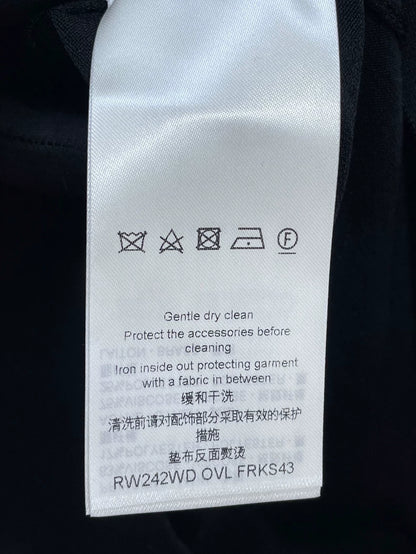 F
Gentle dry clean
Protect the accessories before
cleaning
Iron inside out protecting garment
with a fabric in between
缓和干洗
清洗前请对配饰部分采取有效的保护
措施
垫布反面熨烫
RW242WD OVL FRKS43